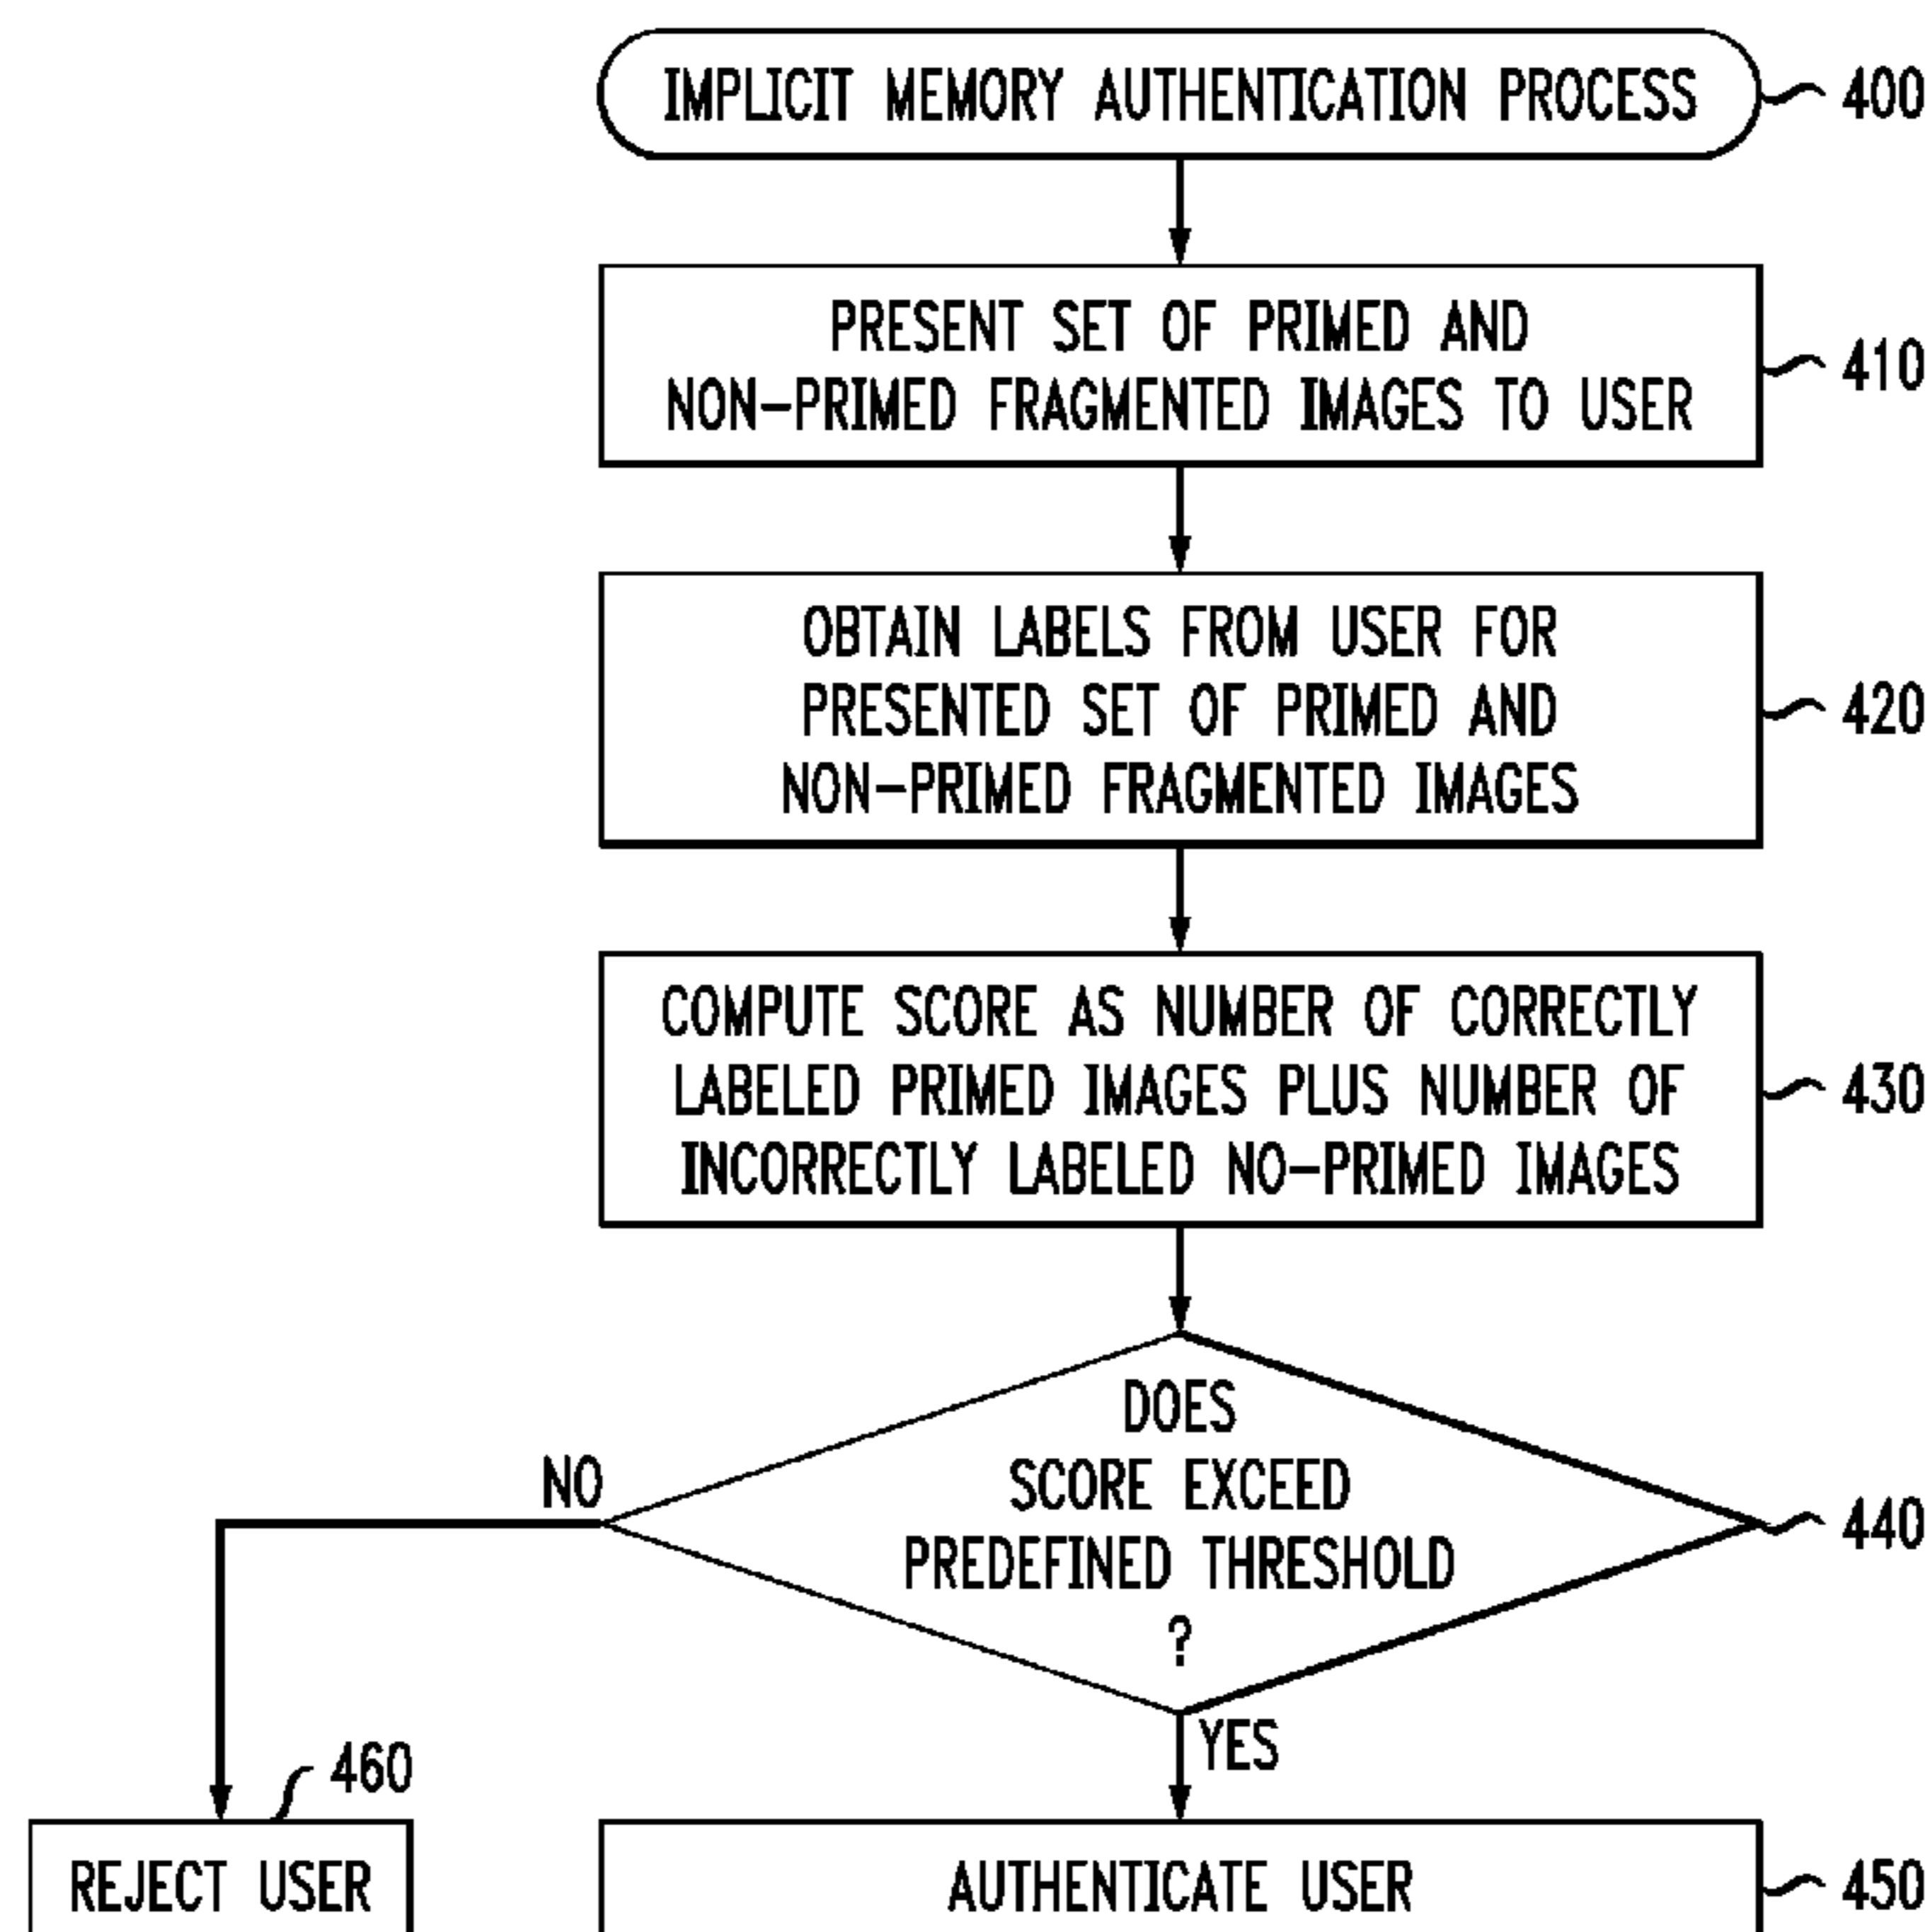 IMPLICIT MEMORY AUTHENTICATION PROCESS
400
PRESENT SET OF PRIMED AND
NON-PRIMED FRAGMENTED IMAGES TO USER
410
OBTAIN LABELS FROM USER FOR
PRESENTED SET OF PRIMED AND
NON-PRIMED FRAGMENTED IMAGES
420
COMPUTE SCORE AS NUMBER OF CORRECTLY
LABELED PRIMED IMAGES PLUS NUMBER OF
INCORRECTLY LABELED NO-PRIMED IMAGES
430
DOES
SCORE EXCEED
PREDEFINED THRESHOLD
?
440
NO
YES
460
REJECT USER
AUTHENTICATE USER
450